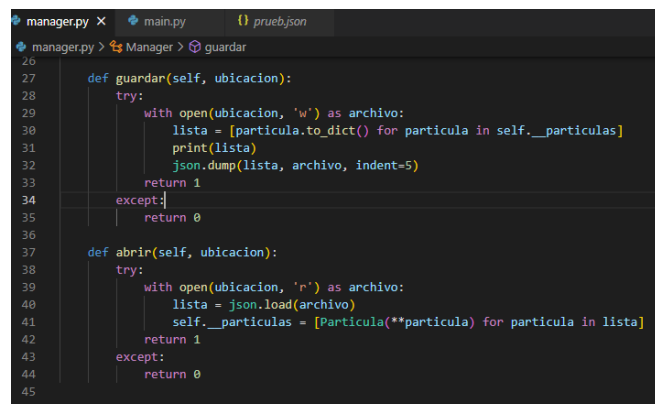 manager.py × main.py {} prueb.json
manager.py > Manager > guardar
26
27 def guardar(self, ubicacion):
28 try:
29 with open(ubicacion, 'w') as archivo:
30 lista = [particula.to_dict() for particula in self.__particulas]
31 print(lista)
32 json.dump(lista, archivo, indent=5)
33 return 1
34 except:
35 return 0
36
37 def abrir(self, ubicacion):
38 try:
39 with open(ubicacion, 'r') as archivo:
40 lista = json.load(archivo)
41 self.__particulas = [Particula(**particula) for particula in lista]
42 return 1
43 except:
44 return 0
45